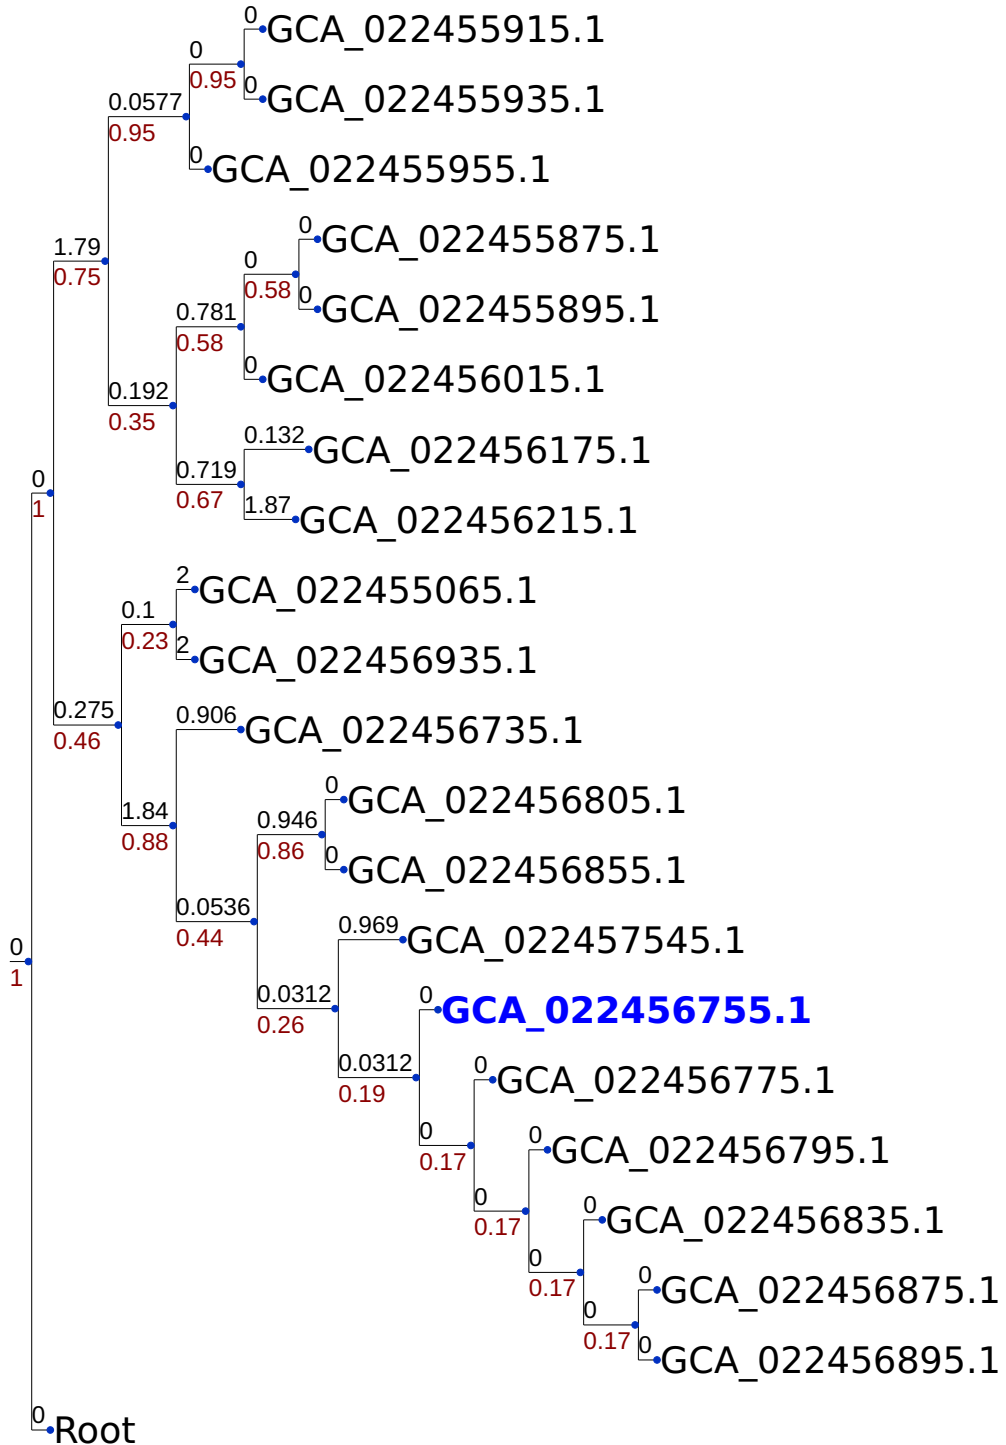 0
GCA_022455915.1
0
0.95
0
GCA_022455935.1
0.0577
0.95
0
GCA_022455955.1
0
GCA_022455875.1
1.79
0.75
0
0.58
0
GCA_022455895.1
0.781
0.58
0
GCA_022456015.1
0.192
0.35
0.132
GCA_022456175.1
0.719
0.67
0
1
1.87
GCA_022456215.1
2
GCA_022455065.1
0.1
0.23
2
GCA_022456935.1
0.275
0.46
0.906
GCA_022456735.1
0
GCA_022456805.1
1.84
0.88
0.946
0.86
0
GCA_022456855.1
0.0536
0.44
0.969
GCA_022457545.1
0
1
0.0312
0.26
0
GCA_022456755.1
0.0312
0.19
0
GCA_022456775.1
0
0.17
0
GCA_022456795.1
0
0.17
0
GCA_022456835.1
0
0.17
0
GCA_022456875.1
0
0.17
0
GCA_022456895.1
0
Root